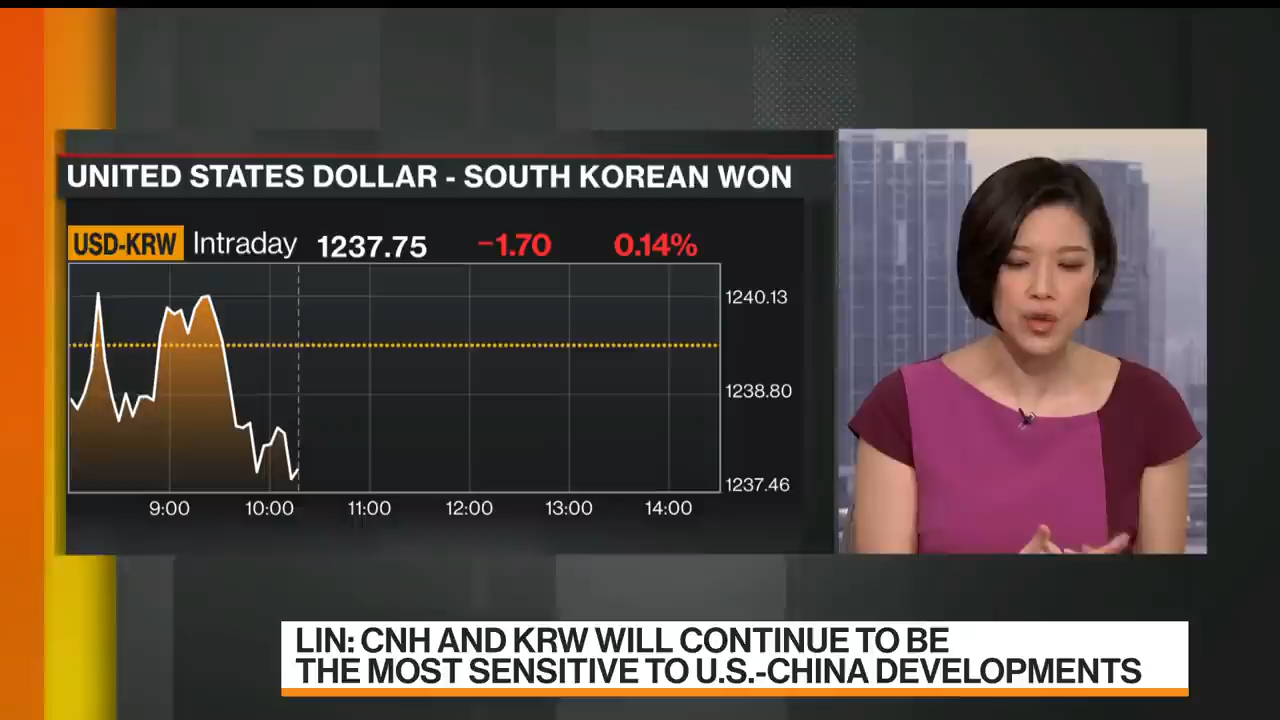 UNITED STATES DOLLAR - SOUTH KOREAN WON
USD-KRW Intraday 1237.75 −1.70 0.14%
1240.13
1238.80
1237.46
9:00 10:00 11:00 12:00 13:00 14:00
LIN: CNH AND KRW WILL CONTINUE TO BE
THE MOST SENSITIVE TO U.S.-CHINA DEVELOPMENTS